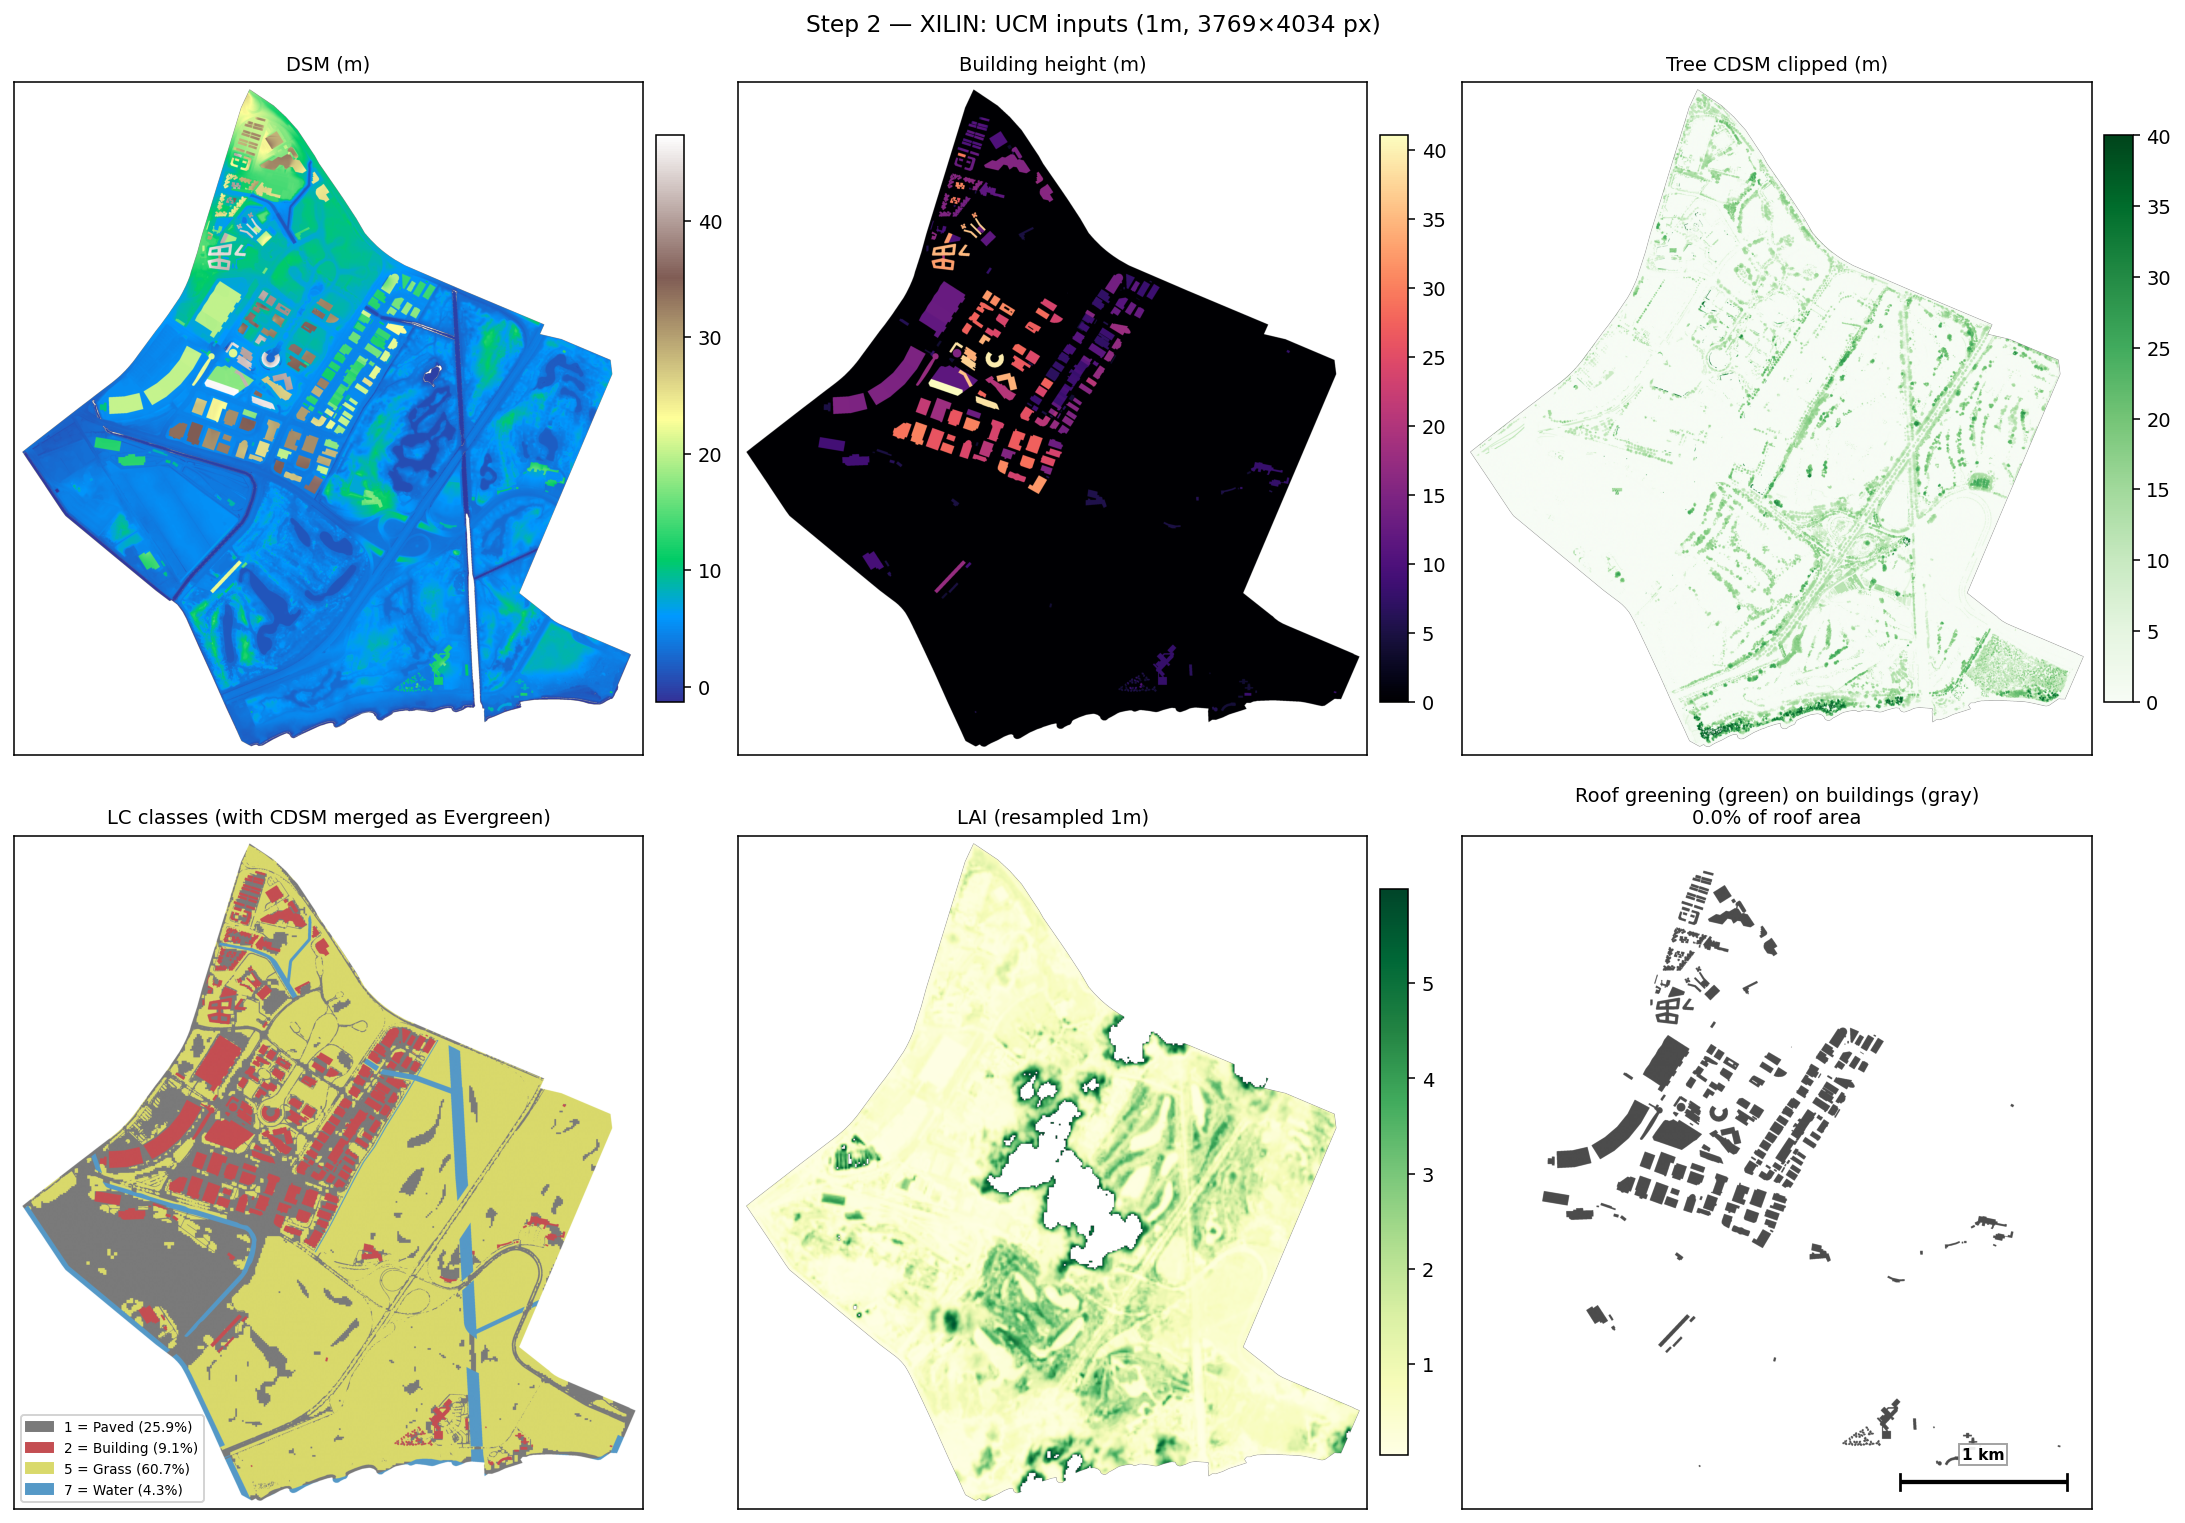 Step 2 — XILIN: UCM inputs (1m, 3769×4034 px)
DSM (m)
40
30
20
10
0
Building height (m)
40
35
30
25
20
15
10
5
0
Tree CDSM clipped (m)
40
35
30
25
20
15
10
5
0
LC classes (with CDSM merged as Evergreen)
1 = Paved (25.9%)
2 = Building (9.1%)
5 = Grass (60.7%)
7 = Water (4.3%)
LAI (resampled 1m)
5
4
3
2
1
Roof greening (green) on buildings (gray)
0.0% of roof area
1 km